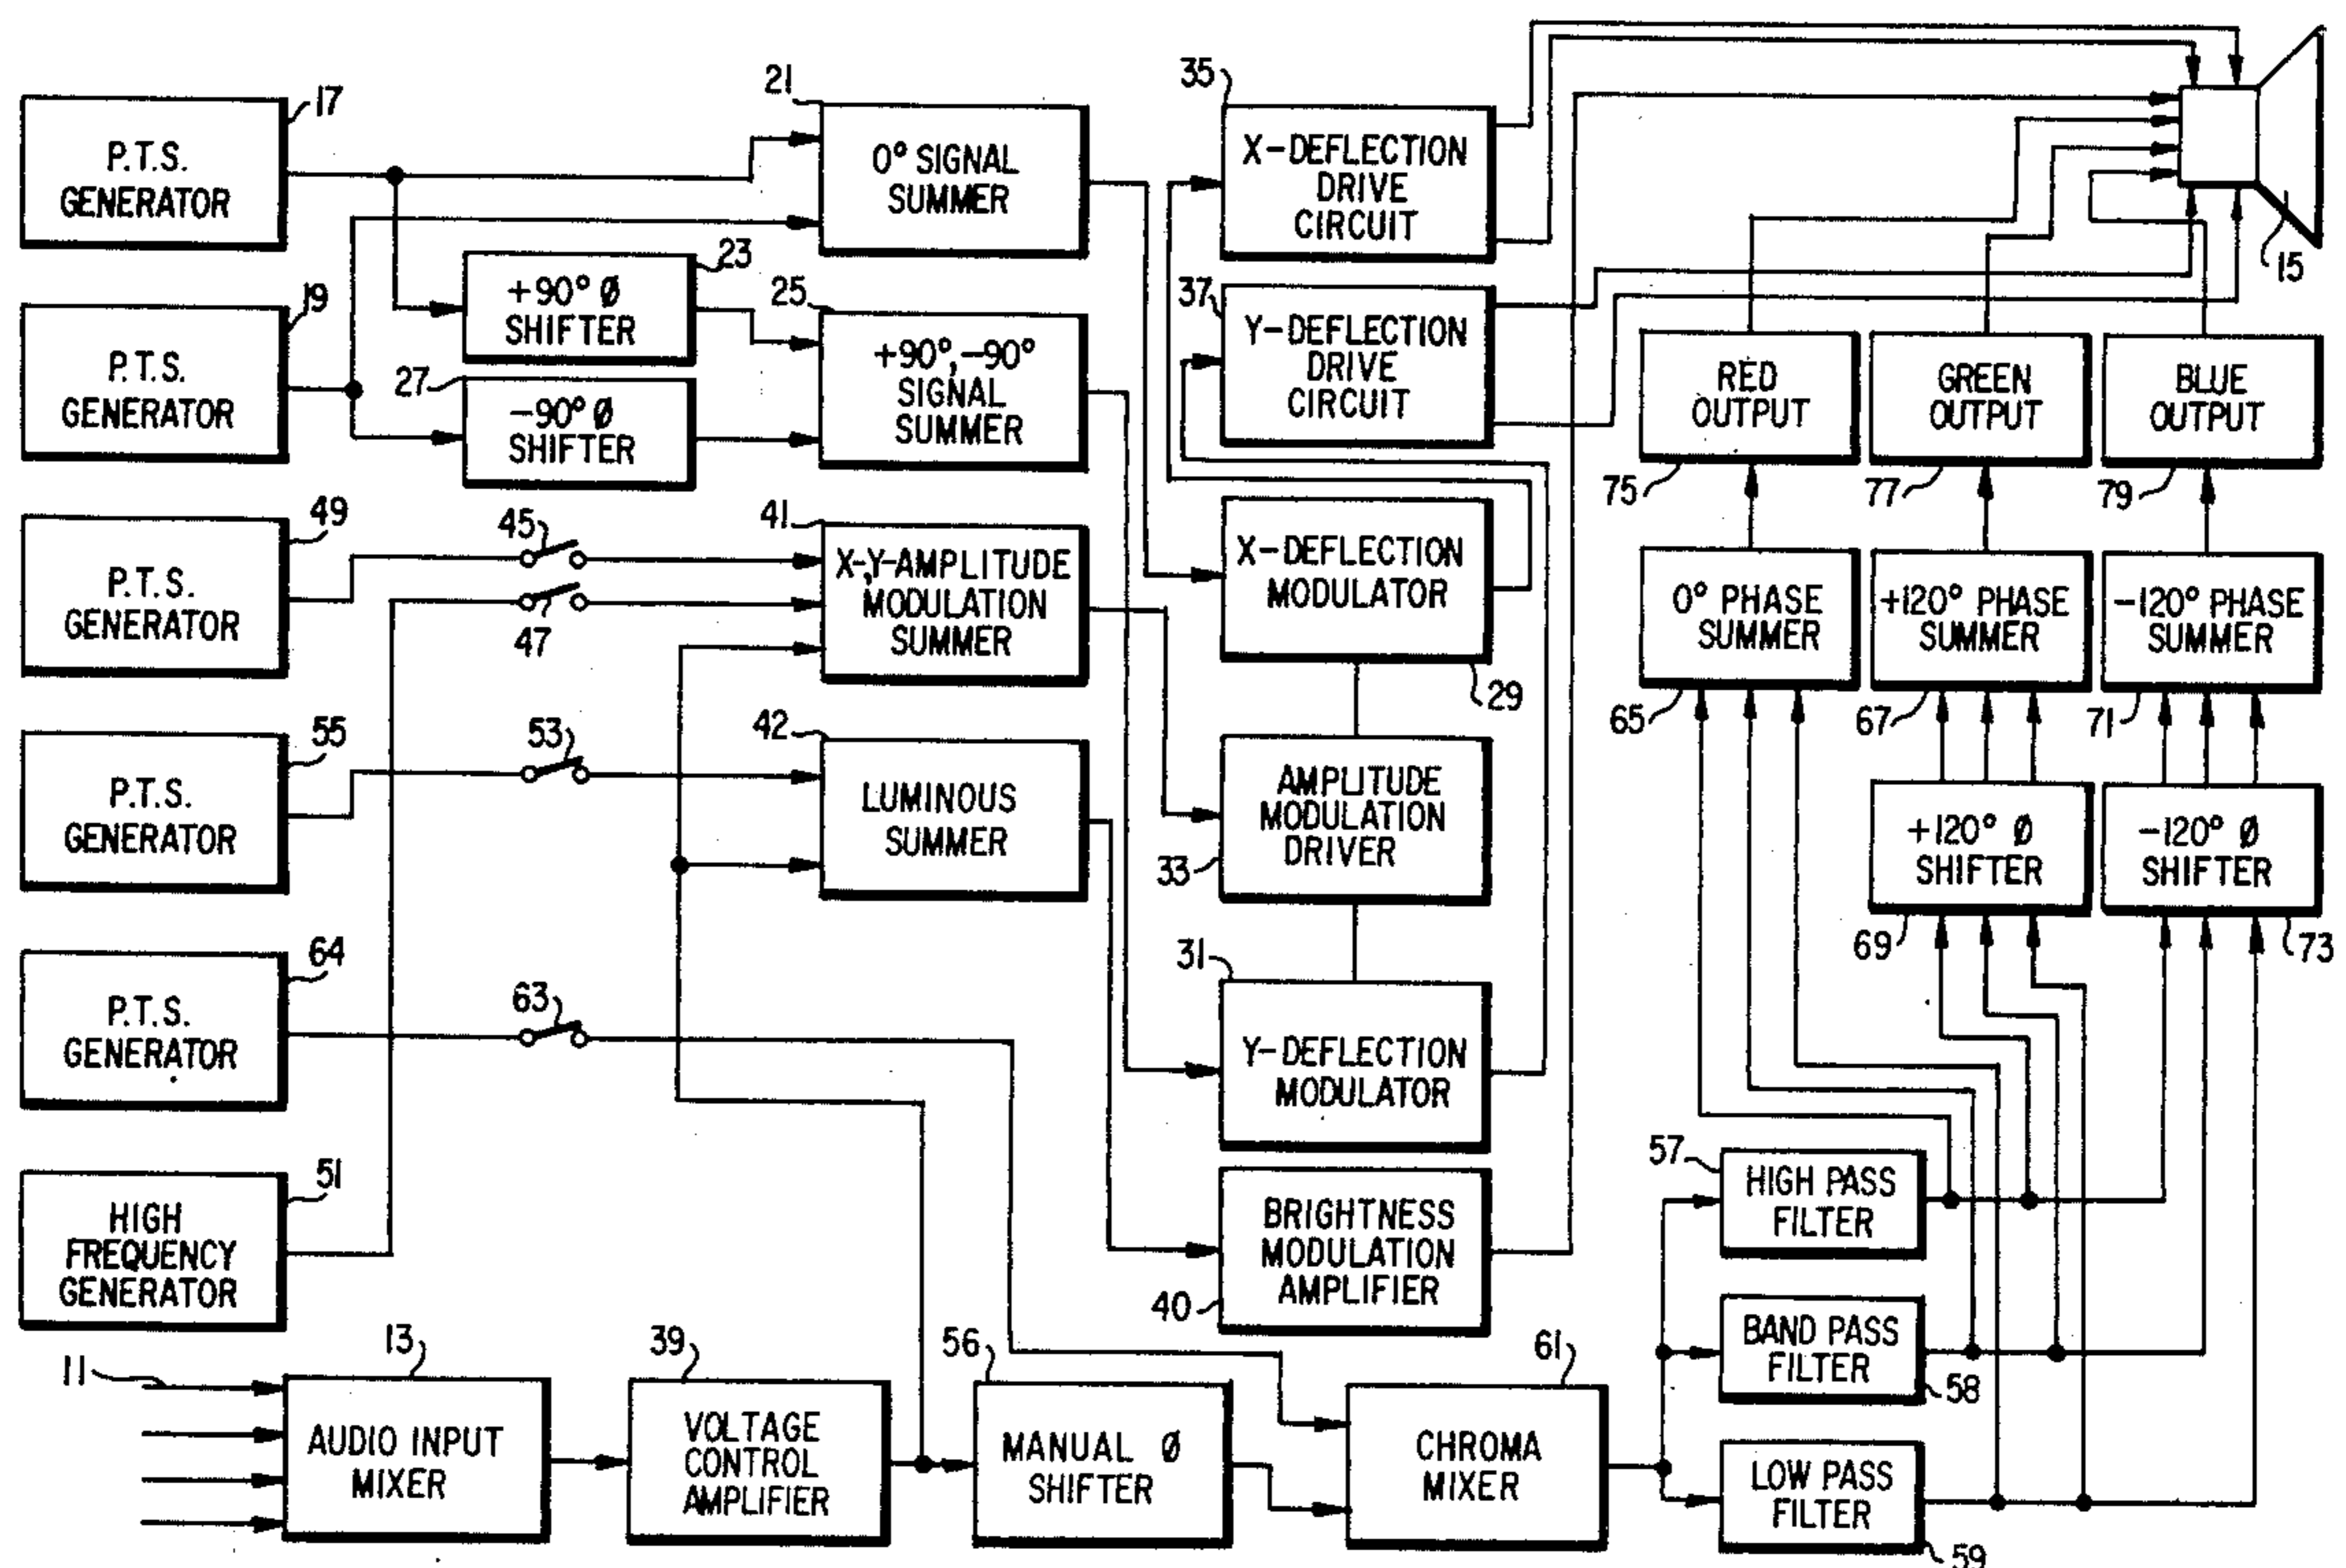 17
P.T.S.
GENERATOR
21
0° SIGNAL
SUMMER
35
X-DEFLECTION
DRIVE
CIRCUIT
15
19
P.T.S.
GENERATOR
23
+90° Ø
SHIFTER
27
-90° Ø
SHIFTER
25
+90°,-90°
SIGNAL
SUMMER
37
Y-DEFLECTION
DRIVE
CIRCUIT
RED
OUTPUT
75
GREEN
OUTPUT
77
BLUE
OUTPUT
79
49
P.T.S.
GENERATOR
45
47
41
X-,Y-AMPLITUDE
MODULATION
SUMMER
X-DEFLECTION
MODULATOR
29
0° PHASE
SUMMER
65
+120° PHASE
SUMMER
67
-120° PHASE
SUMMER
71
55
P.T.S.
GENERATOR
53
42
LUMINOUS
SUMMER
AMPLITUDE
MODULATION
DRIVER
33
+120° Ø
SHIFTER
69
-120° Ø
SHIFTER
73
64
P.T.S.
GENERATOR
63
31
Y-DEFLECTION
MODULATOR
51
HIGH
FREQUENCY
GENERATOR
BRIGHTNESS
MODULATION
AMPLIFIER
40
57
HIGH PASS
FILTER
BAND PASS
FILTER
58
LOW PASS
FILTER
59
11
13
AUDIO INPUT
MIXER
39
VOLTAGE
CONTROL
AMPLIFIER
56
MANUAL Ø
SHIFTER
61
CHROMA
MIXER